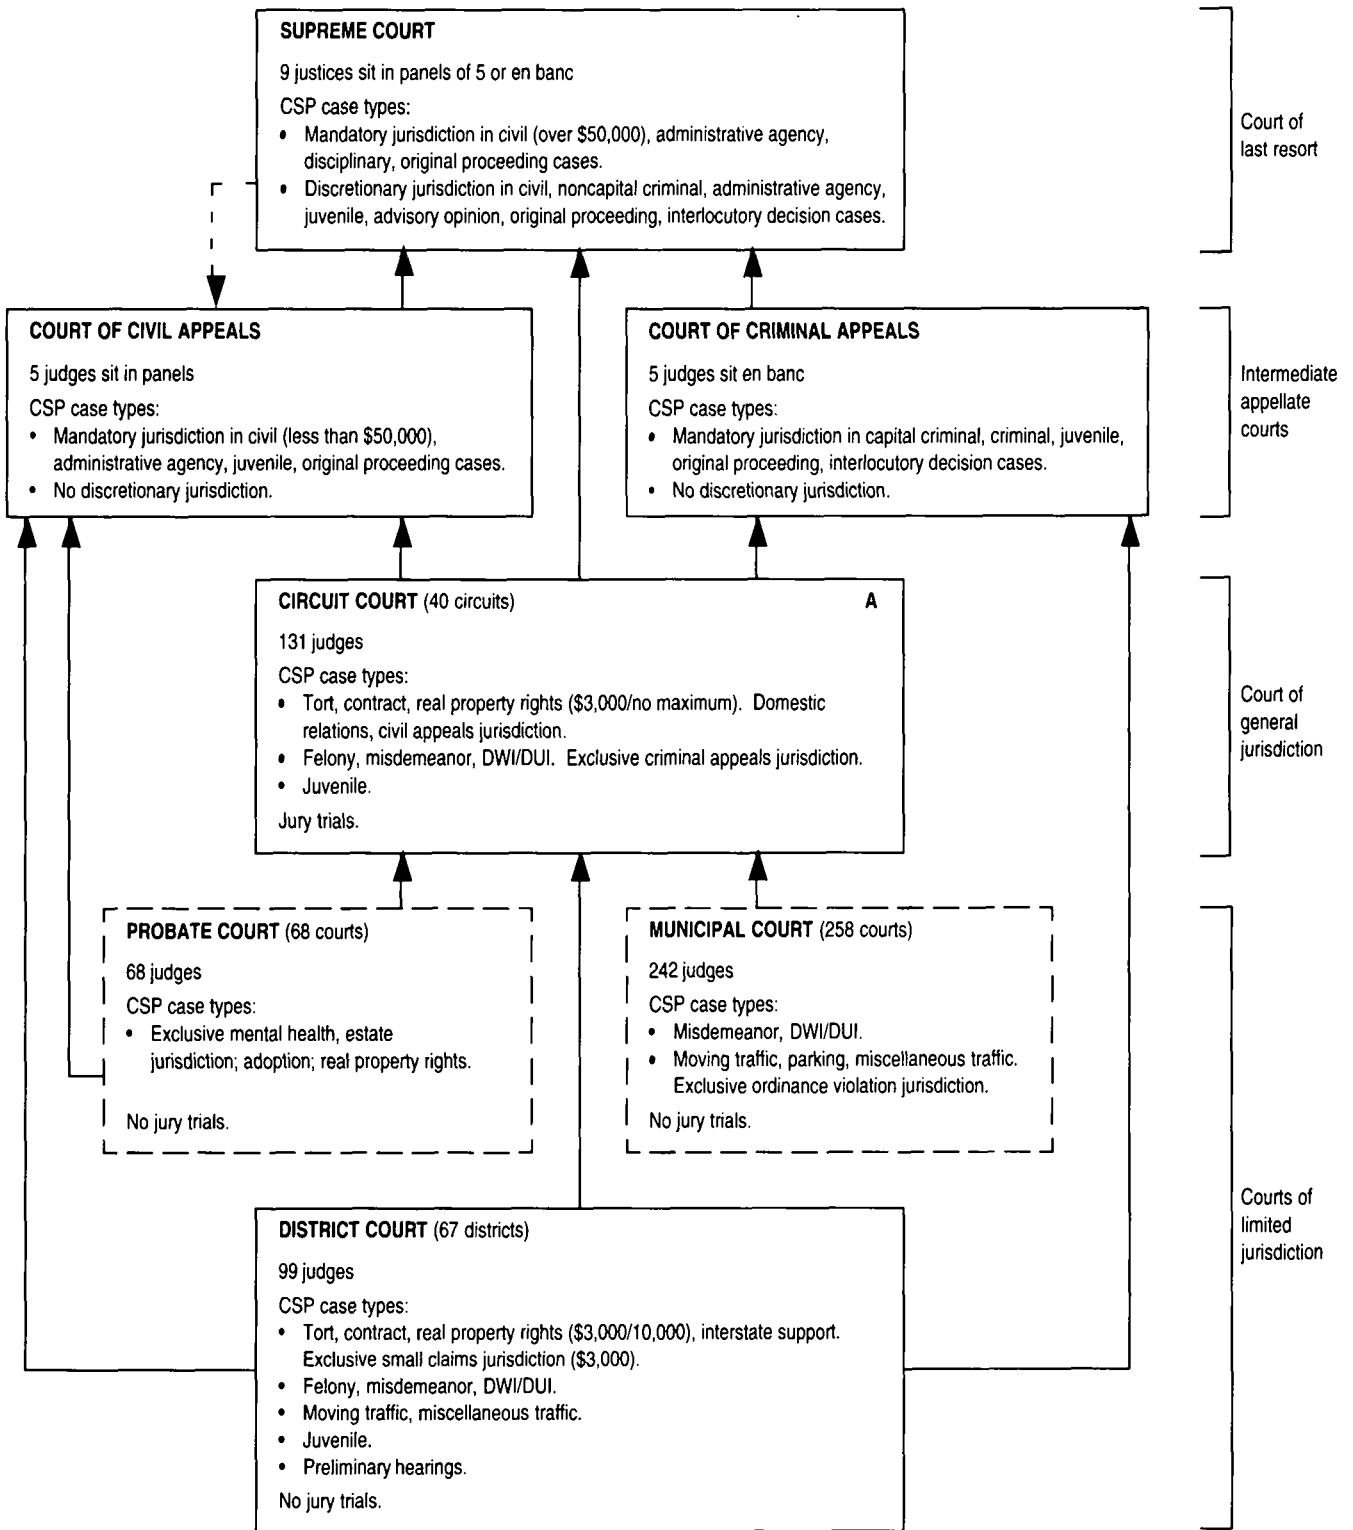 SUPREME COURT
9 justices sit in panels of 5 or en banc
CSP case types:
• Mandatory jurisdiction in civil (over $50,000), administrative agency,
disciplinary, original proceeding cases.
• Discretionary jurisdiction in civil, noncapital criminal, administrative agency,
juvenile, advisory opinion, original proceeding, interlocutory decision cases.
Court of
last resort
COURT OF CIVIL APPEALS
5 judges sit in panels
CSP case types:
• Mandatory jurisdiction in civil (less than $50,000),
administrative agency, juvenile, original proceeding cases.
• No discretionary jurisdiction.
COURT OF CRIMINAL APPEALS
5 judges sit en banc
CSP case types:
• Mandatory jurisdiction in capital criminal, criminal, juvenile,
original proceeding, interlocutory decision cases.
• No discretionary jurisdiction.
Intermediate
appellate
courts
CIRCUIT COURT (40 circuits) A
131 judges
CSP case types:
• Tort, contract, real property rights ($3,000/no maximum). Domestic
relations, civil appeals jurisdiction.
• Felony, misdemeanor, DWI/DUI. Exclusive criminal appeals jurisdiction.
• Juvenile.
Jury trials.
Court of
general
jurisdiction
PROBATE COURT (68 courts)
68 judges
CSP case types:
• Exclusive mental health, estate
jurisdiction; adoption; real property rights.
No jury trials.
MUNICIPAL COURT (258 courts)
242 judges
CSP case types:
• Misdemeanor, DWI/DUI.
• Moving traffic, parking, miscellaneous traffic.
Exclusive ordinance violation jurisdiction.
No jury trials.
DISTRICT COURT (67 districts)
99 judges
CSP case types:
• Tort, contract, real property rights ($3,000/10,000), interstate support.
Exclusive small claims jurisdiction ($3,000).
• Felony, misdemeanor, DWI/DUI.
• Moving traffic, miscellaneous traffic.
• Juvenile.
• Preliminary hearings.
No jury trials.
Courts of
limited
jurisdiction